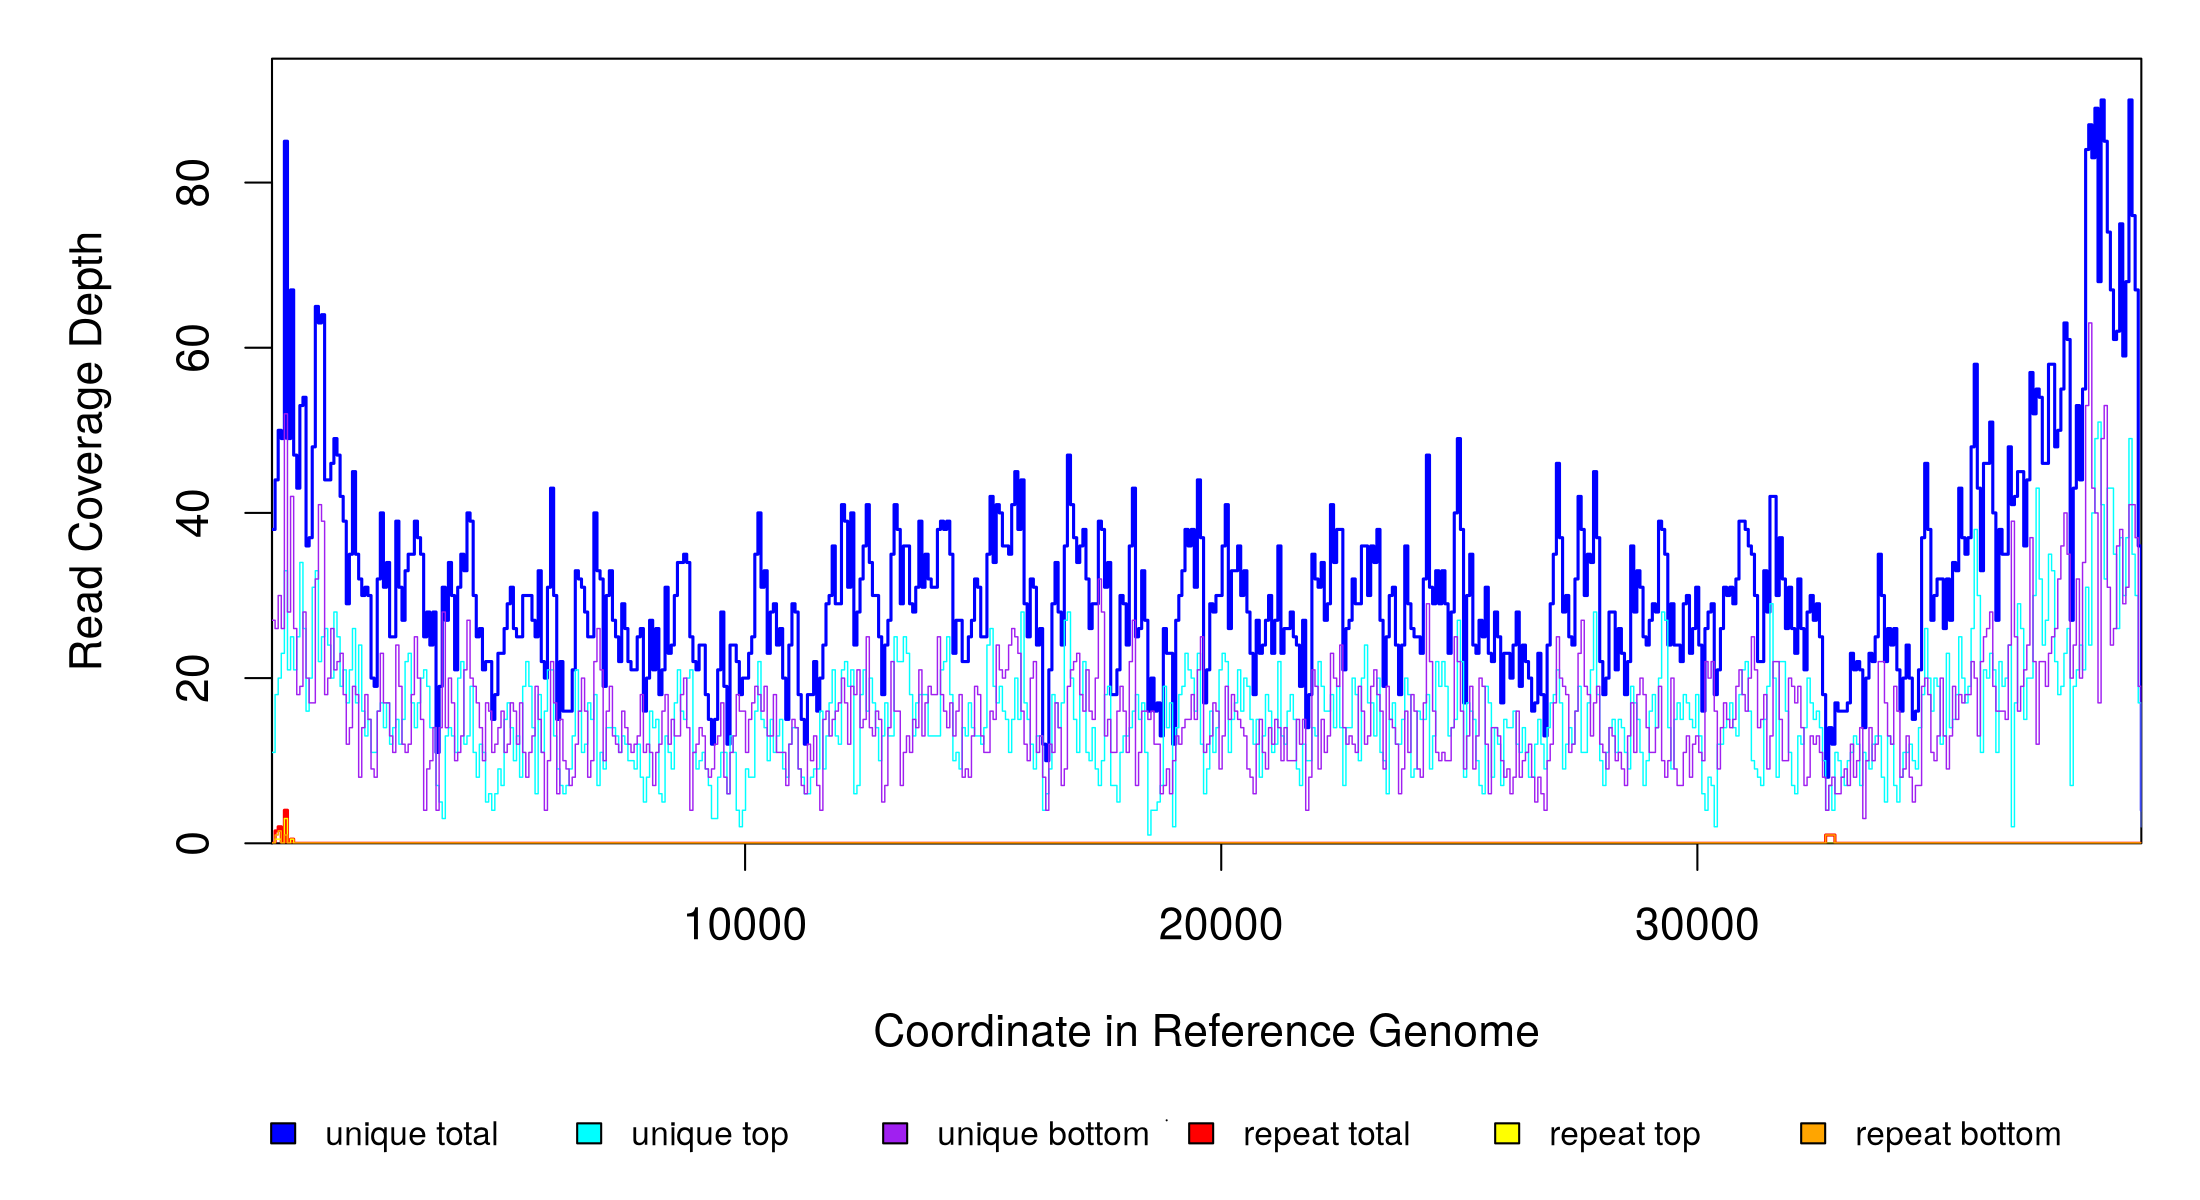 Read Coverage Depth
80
60
40
20
0
10000 20000 30000
Coordinate in Reference Genome
unique total unique top unique bottom repeat total repeat top repeat bottom